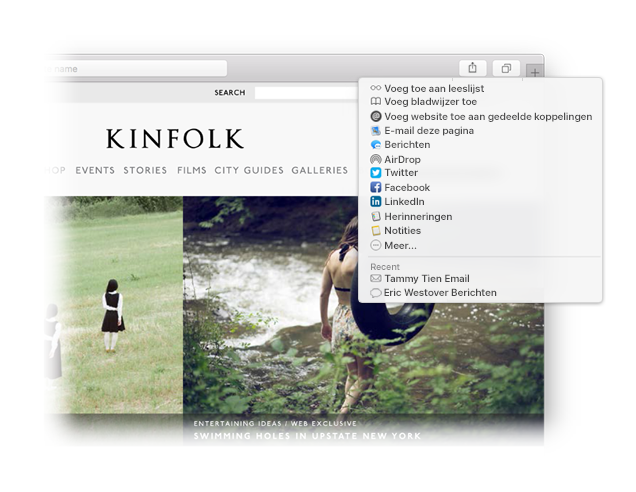 name
SEARCH
KINFOLK
OP EVENTS STORIES FILMS CITY GUIDES GALLERIES
Voeg toe aan leeslijst
Voeg bladwijzer toe
Voeg website toe aan gedeelde koppelingen
E-mail deze pagina
Berichten
AirDrop
Twitter
Facebook
LinkedIn
Herinneringen
Notities
Meer...
Recent
Tammy Tien Email
Eric Westover Berichten
ENTERTAINING IDEAS / WEB EXCLUSIVE
SWIMMING HOLES IN UPSTATE NEW YORK